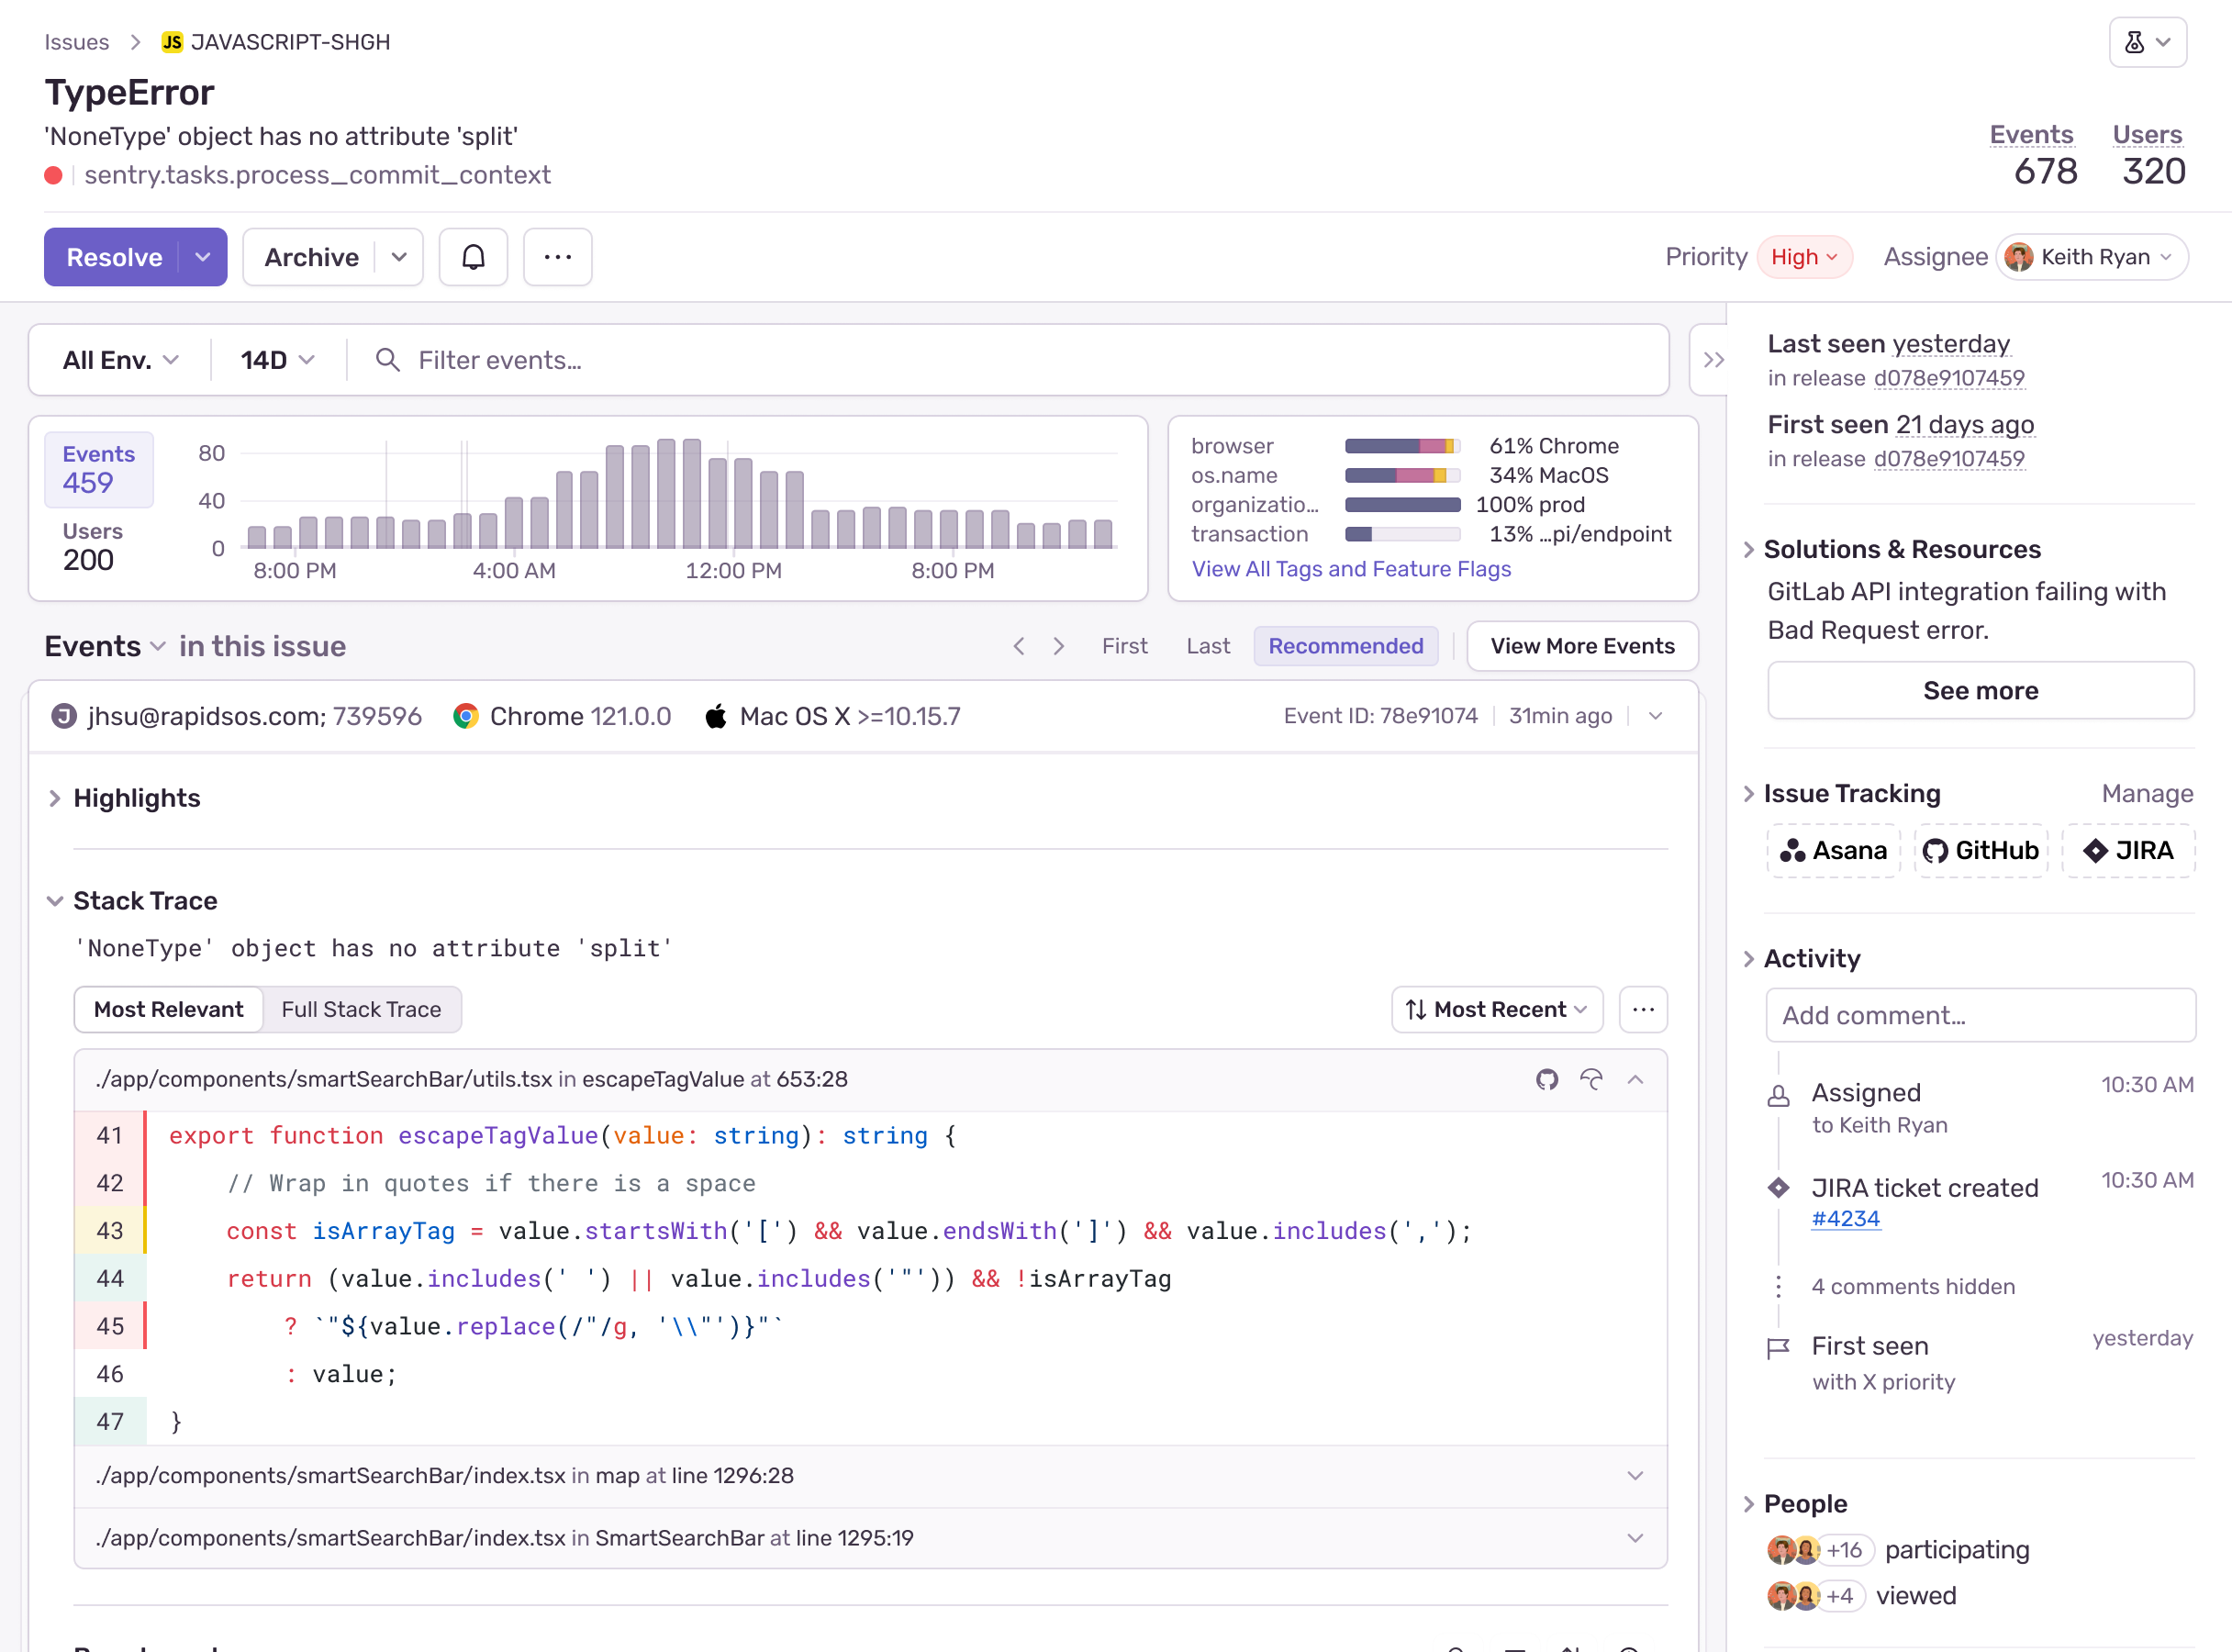 Issues > JS JAVASCRIPT-SHGH
TypeError
'NoneType' object has no attribute 'split'
sentry.tasks.process_commit_context
Events Users
678 320
Resolve Archive ···
Priority High Assignee Keith Ryan
All Env. 14D Filter events...
Events
459
Users
200
80
40
0
8:00 PM 4:00 AM 12:00 PM 8:00 PM
browser 61% Chrome
os.name 34% MacOS
organizatio... 100% prod
transaction 13% ...pi/endpoint
View All Tags and Feature Flags
Events in this issue
First Last Recommended View More Events
J jhsu@rapidsos.com; 739596 Chrome 121.0.0 Mac OS X >=10.15.7 Event ID: 78e91074 31min ago
Highlights
Stack Trace
'NoneType' object has no attribute 'split'
Most Relevant Full Stack Trace Most Recent ···
./app/components/smartSearchBar/utils.tsx in escapeTagValue at 653:28
41 export function escapeTagValue(value: string): string {
42 // Wrap in quotes if there is a space
43 const isArrayTag = value.startsWith('[') && value.endsWith(']') && value.includes(',');
44 return (value.includes(' ') || value.includes('"')) && !isArrayTag
45 ? `"${value.replace(/"/g, '\\"')}"`
46 : value;
47 }
./app/components/smartSearchBar/index.tsx in map at line 1296:28
./app/components/smartSearchBar/index.tsx in SmartSearchBar at line 1295:19
Last seen yesterday
in release d078e9107459
First seen 21 days ago
in release d078e9107459
Solutions & Resources
GitLab API integration failing with
Bad Request error.
See more
Issue Tracking Manage
Asana GitHub JIRA
Activity
Add comment...
Assigned 10:30 AM
to Keith Ryan
JIRA ticket created 10:30 AM
#4234
4 comments hidden
First seen yesterday
with X priority
People
+16 participating
+4 viewed